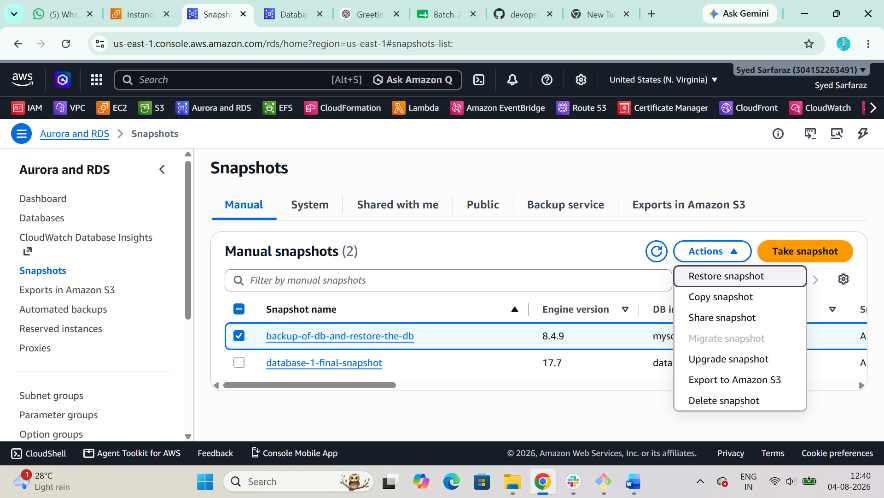 (5) Whats
Instanc
Snapsh
Databa
Greetin
Batch 2
devops
New Ta
Ask Gemini
us-east-1.console.aws.amazon.com/rds/home?region=us-east-1#snapshots-list:
aws
Search
[Alt+S]
Ask Amazon Q
United States (N. Virginia)
Syed Sarfaraz (304152263491)
Syed Sarfaraz
IAM
VPC
EC2
S3
Aurora and RDS
EFS
CloudFormation
Lambda
Amazon EventBridge
Route 53
Certificate Manager
CloudFront
CloudWatch
Aurora and RDS
Snapshots
Aurora and RDS
Dashboard
Databases
CloudWatch Database Insights
Snapshots
Exports in Amazon S3
Automated backups
Reserved instances
Proxies
Subnet groups
Parameter groups
Option groups
Snapshots
Manual
System
Shared with me
Public
Backup service
Exports in Amazon S3
Manual snapshots (2)
Actions
Take snapshot
Filter by manual snapshots
Restore snapshot
Copy snapshot
Share snapshot
Migrate snapshot
Upgrade snapshot
Export to Amazon S3
Delete snapshot
Snapshot name
Engine version
DB in
Sn
backup-of-db-and-restore-the-db
8.4.9
mysq
A
database-1-final-snapshot
17.7
data
A
CloudShell
Agent Toolkit for AWS
Feedback
Console Mobile App
© 2026, Amazon Web Services, Inc. or its affiliates.
Privacy
Terms
Cookie preferences
1
28°C
Light rain
Search
ENG
IN
12:40
04-08-2026